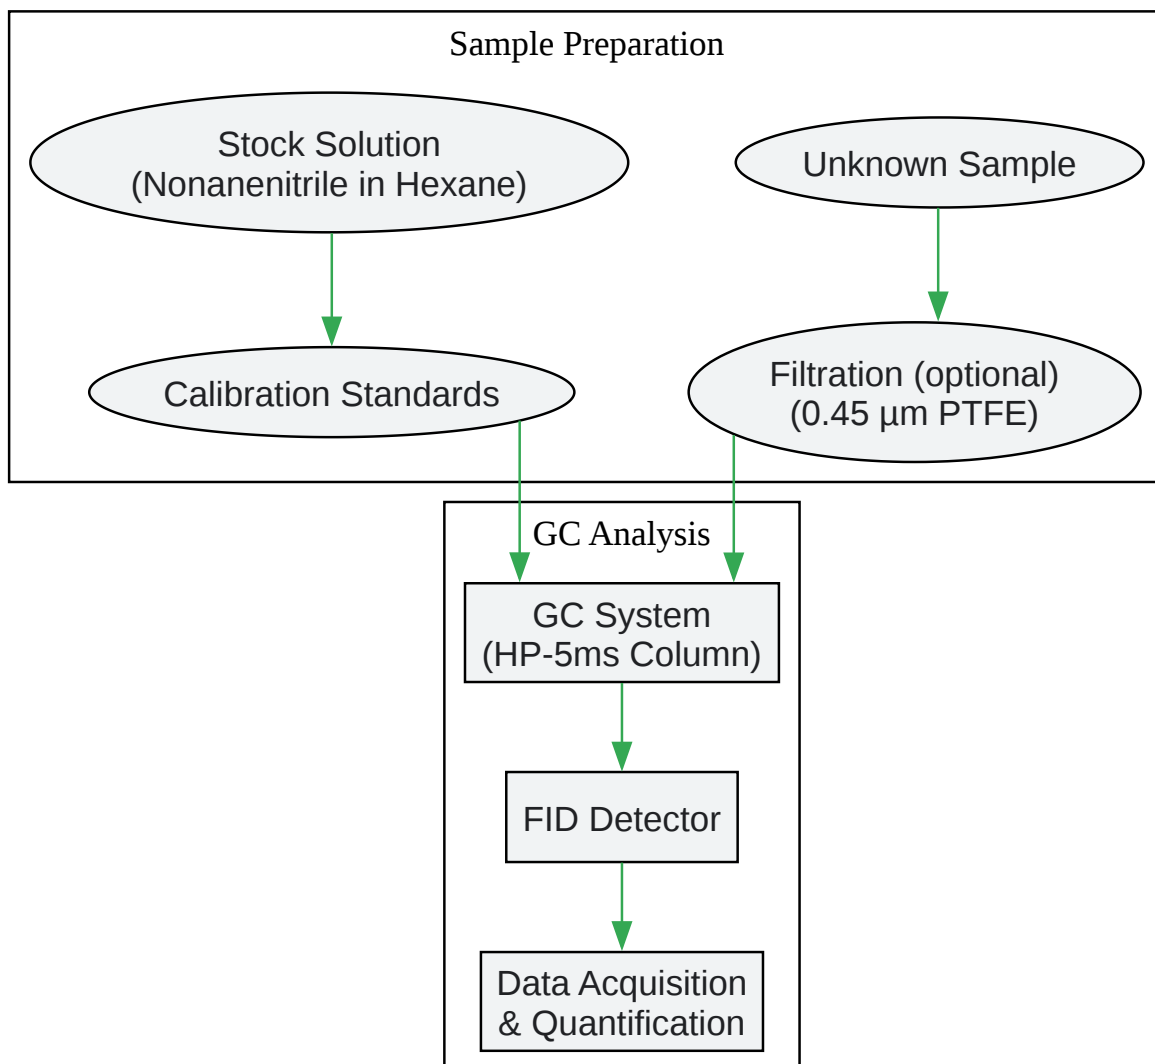 Sample Preparation
Stock Solution
(Nonanenitrile in Hexane)
Unknown Sample
Calibration Standards
Filtration (optional)
(0.45 µm PTFE)
GC Analysis
GC System
(HP-5ms Column)
FID Detector
Data Acquisition
& Quantification